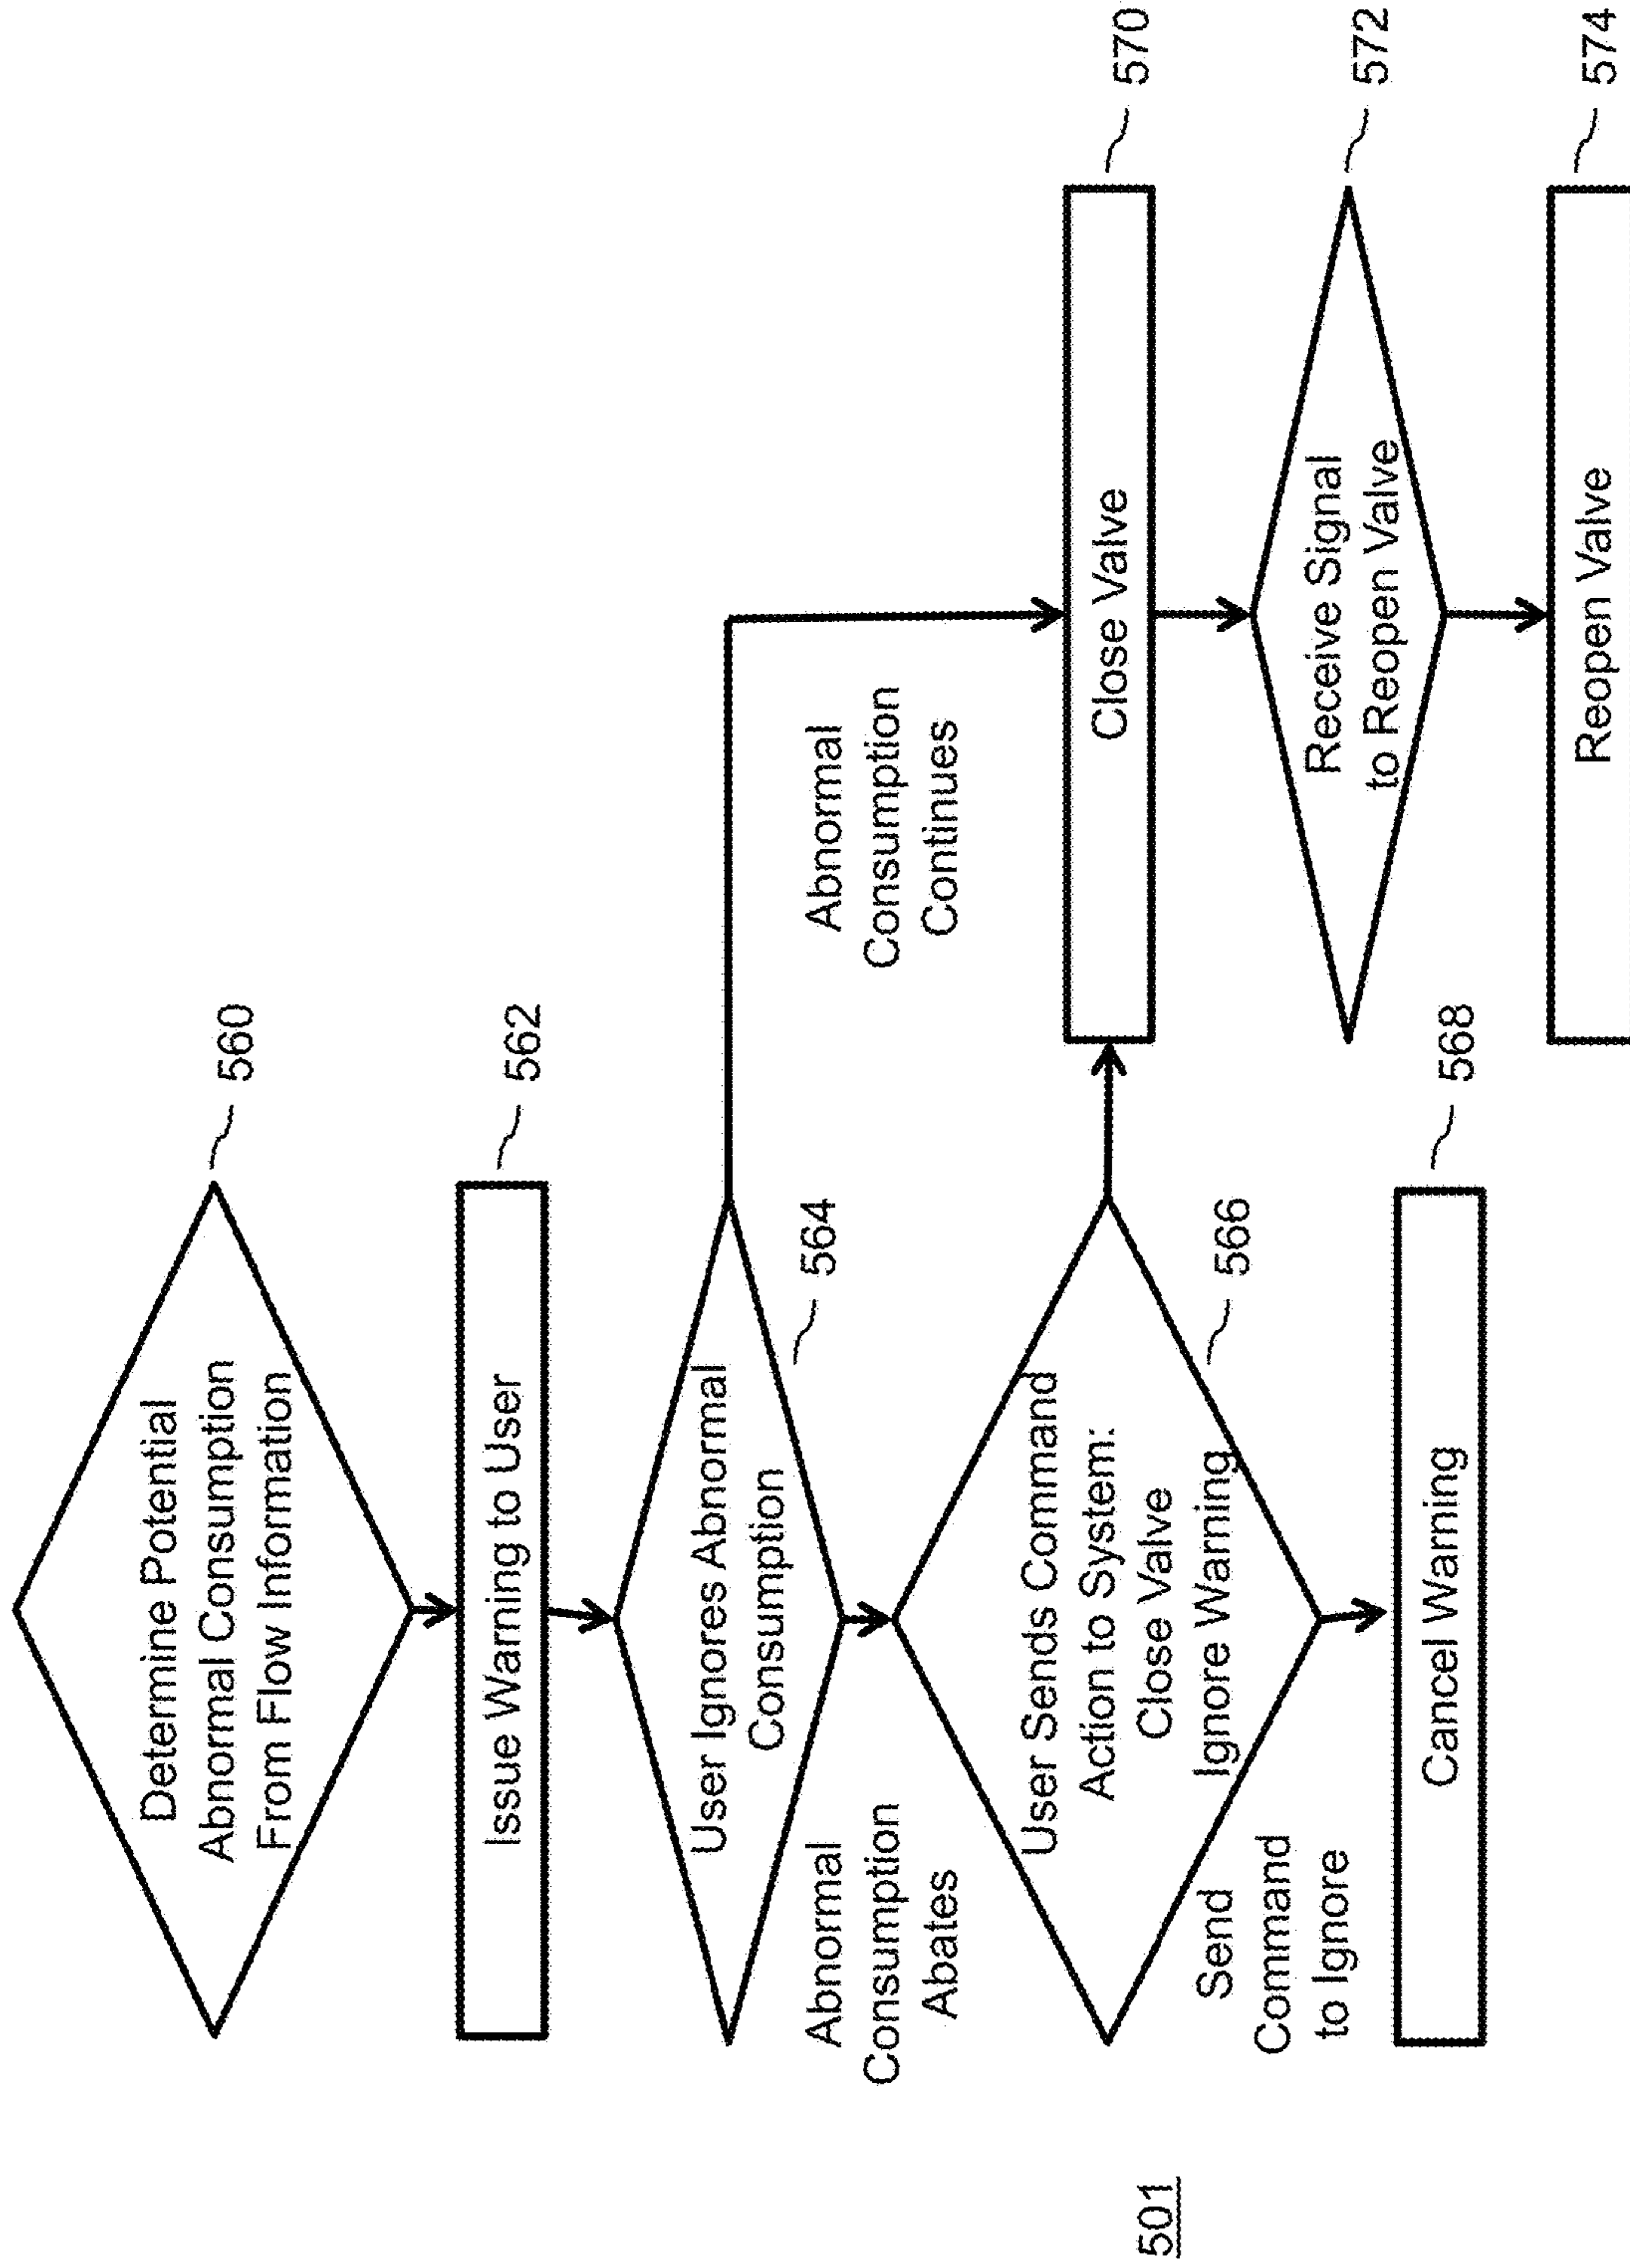 Determine Potential
Abnormal Consumption
From Flow Information
560
Issue Warning to User
562
User Ignores Abnormal
Consumption
564
Abnormal
Consumption
Abates
Abnormal
Consumption
Continues
User Sends Command
Action to System:
Close Valve
Ignore Warning
566
Send
Command
to Ignore
Cancel Warning
568
Close Valve
570
Receive Signal
to Reopen Valve
572
Reopen Valve
574
501